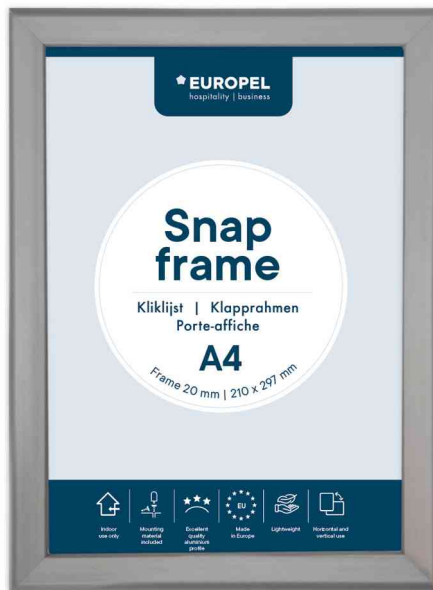 EUROPEL
hospitality | business
Snap
frame
Kliklijst | Klapprahmen
Porte-affiche
A4
Frame 20 mm | 210 x 297 mm
EU
Indoor
use only
Mounting
material
included
Excellent
quality
aluminium
profile
Made
in Europe
Lightweight
Horizontal and
vertical use